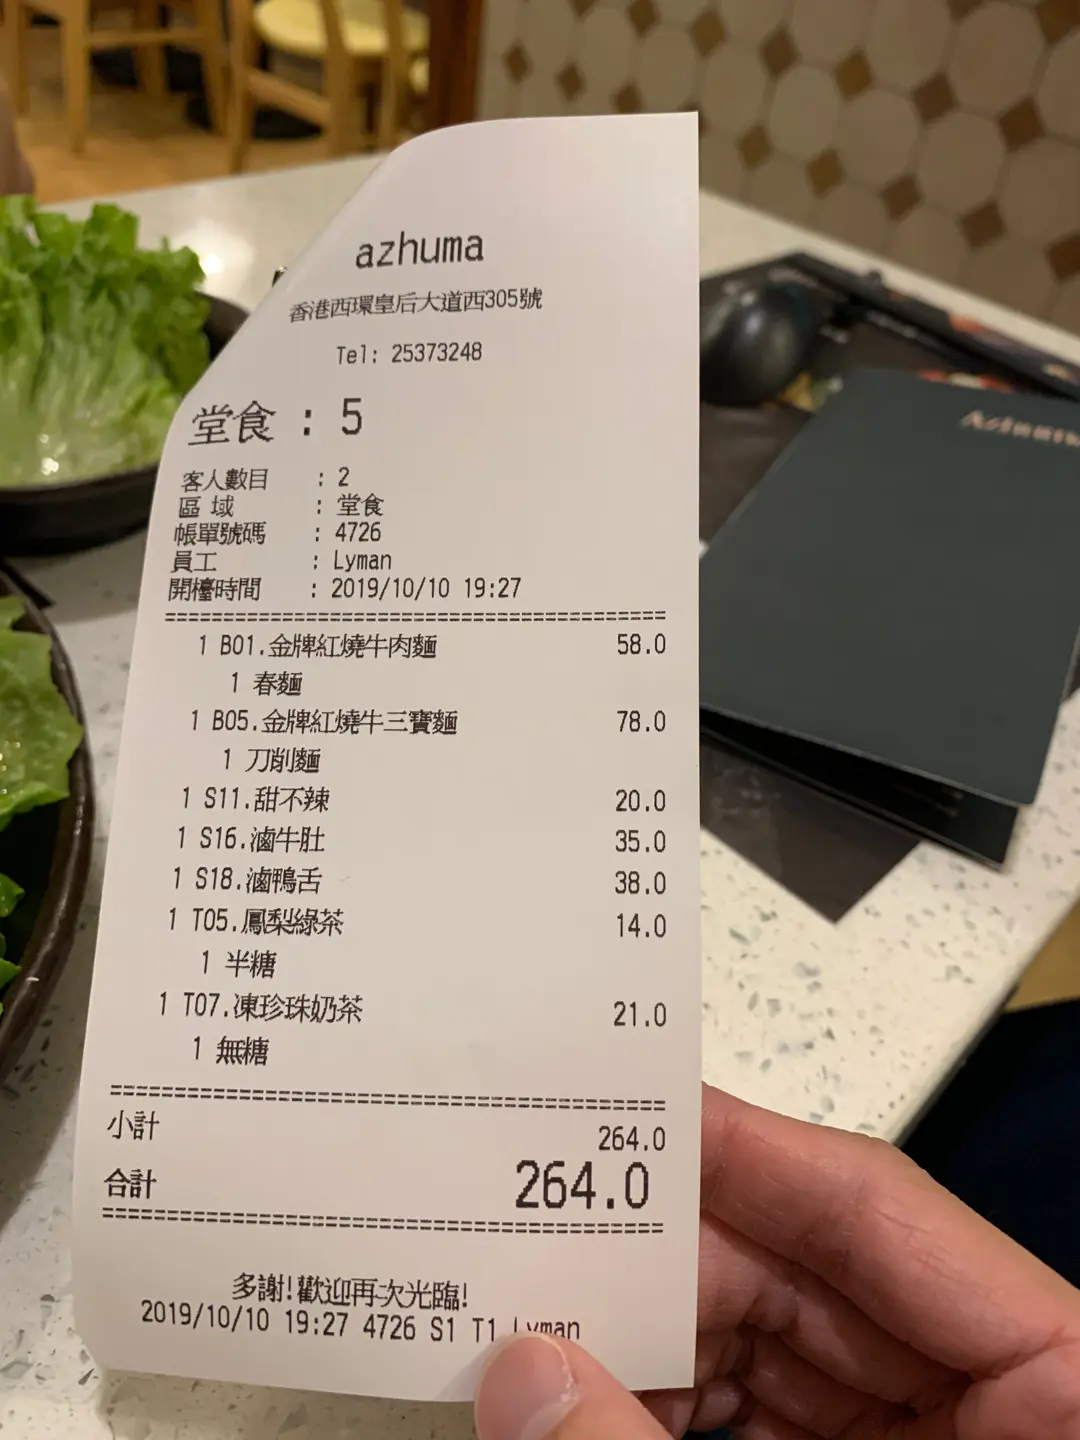 azhuma
香港西環皇后大道西305號
Tel: 25373248
堂食 : 5
客人數目 : 2
區 域 : 堂食
帳單號碼 : 4726
員工 : Lyman
開檯時間 : 2019/10/10 19:27
1 B01.金牌紅燒牛肉麵 58.0
1 春麵
1 B05.金牌紅燒牛三寶麵 78.0
1 刀削麵
1 S11.甜不辣 20.0
1 S16.滷牛肚 35.0
1 S18.滷鴨舌 38.0
1 T05.鳳梨綠茶 14.0
1 半糖
1 T07.凍珍珠奶茶 21.0
1 無糖
小計 264.0
合計 264.0
多謝!歡迎再次光臨!
2019/10/10 19:27 4726 S1 T1 Lyman